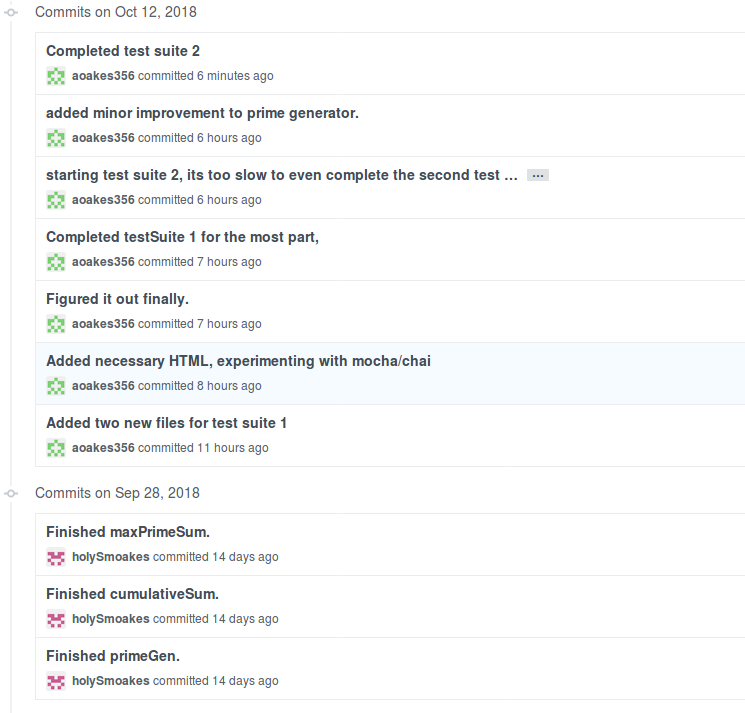 Commits on Oct 12, 2018
Completed test suite 2
aoakes356 committed 6 minutes ago
added minor improvement to prime generator.
aoakes356 committed 6 hours ago
starting test suite 2, its too slow to even complete the second test … …
aoakes356 committed 6 hours ago
Completed testSuite 1 for the most part,
aoakes356 committed 7 hours ago
Figured it out finally.
aoakes356 committed 7 hours ago
Added necessary HTML, experimenting with mocha/chai
aoakes356 committed 8 hours ago
Added two new files for test suite 1
aoakes356 committed 11 hours ago
Commits on Sep 28, 2018
Finished maxPrimeSum.
holySmoakes committed 14 days ago
Finished cumulativeSum.
holySmoakes committed 14 days ago
Finished primeGen.
holySmoakes committed 14 days ago